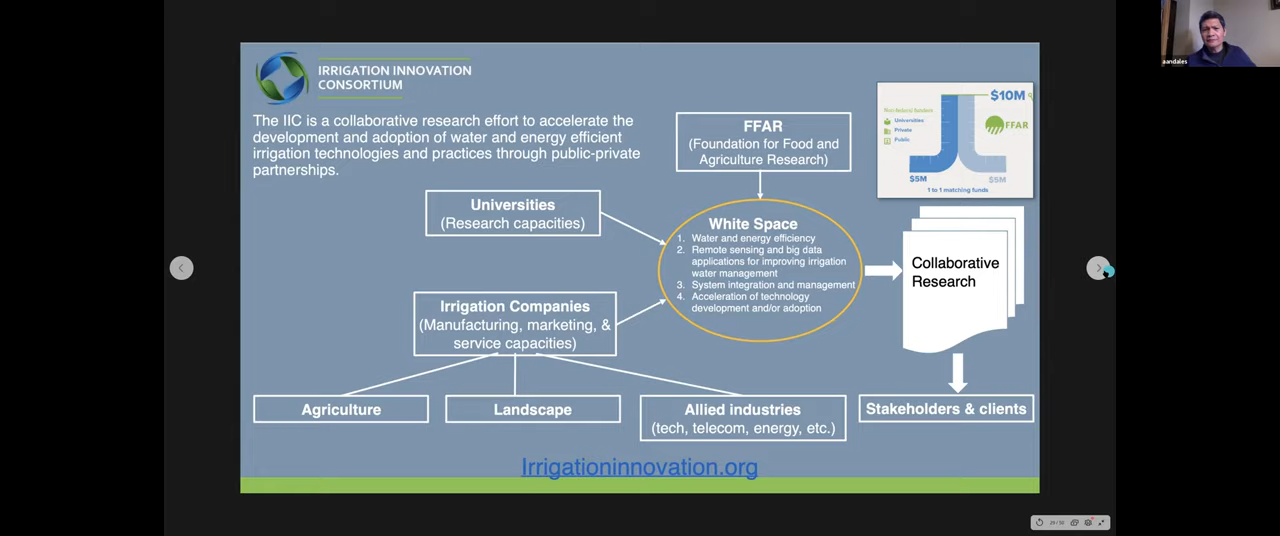 aandales
IRRIGATION INNOVATION
CONSORTIUM
The IIC is a collaborative research effort to accelerate the
development and adoption of water and energy efficient
irrigation technologies and practices through public-private
partnerships.
FFAR
(Foundation for Food and
Agriculture Research)
$10M
Universities
Private
Public
FFAR
$5M
$5M
1 to 1 matching funds
Universities
(Research capacities)
White Space
1. Water and energy efficiency
2. Remote sensing and big data
applications for improving irrigation
water management
3. System integration and management
4. Acceleration of technology
development and/or adoption
Collaborative
Research
Irrigation Companies
(Manufacturing, marketing, &
service capacities)
Agriculture
Landscape
Allied industries
(tech, telecom, energy, etc.)
Stakeholders & clients
Irrigationinnovation.org